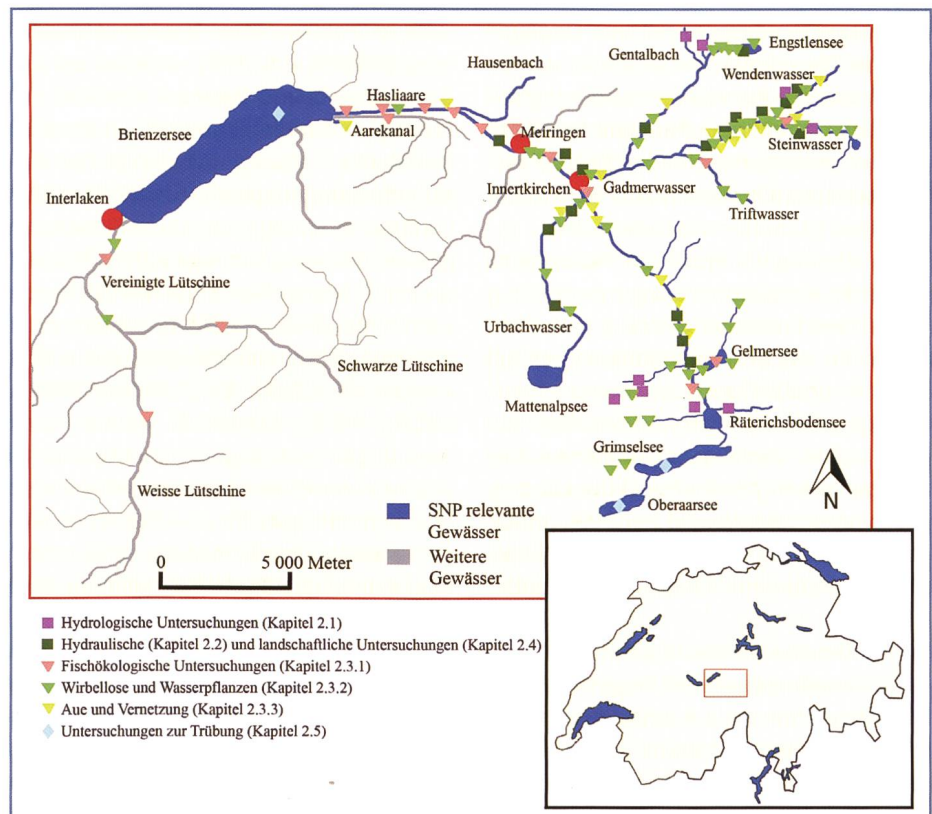 Engstlensee
Gentalbach
Hausenbach
Wendenwasser
Hasliaare
Brienzersee
Aarekanal
Meiringen
Steinwasser
Interlaken
Innertkirchen
Gadmerwasser
Triftwasser
Vereinigte Lütschine
Urbachwasser
Gelmersee
Schwarze Lütschine
Mattenalpsee
Räterichsbodensee
Grimselsee
Weisse Lütschine
Oberaarsee
N
SNP relevante
Gewässer
Weitere
Gewässer
0 5 000 Meter
Hydrologische Untersuchungen (Kapitel 2.1)
Hydraulische (Kapitel 2.2) und landschaftliche Untersuchungen (Kapitel 2.4)
Fischökologische Untersuchungen (Kapitel 2.3.1)
Wirbellose und Wasserpflanzen (Kapitel 2.3.2)
Aue und Vernetzung (Kapitel 2.3.3)
Untersuchungen zur Trübung (Kapitel 2.5)